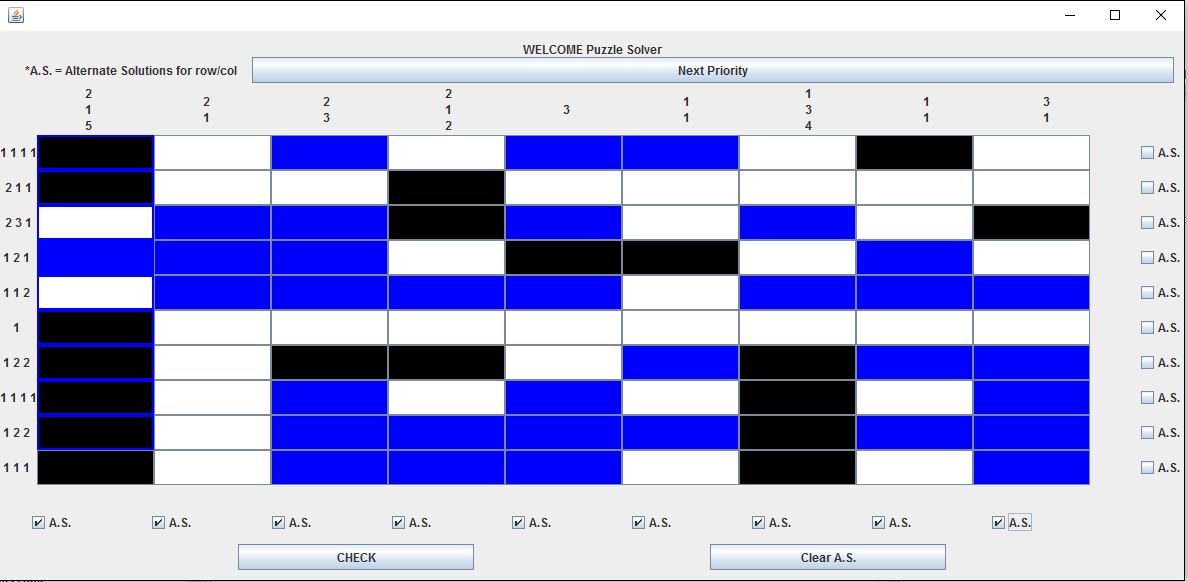 WELCOME Puzzle Solver
*A.S. = Alternate Solutions for row/col
Next Priority
2 2 2 2 3 1 1 1 3
1 1 3 1 1 3 1 1
5 2 4
1 1 1 1 A.S.
2 1 1 A.S.
2 3 1 A.S.
1 2 1 A.S.
1 1 2 A.S.
1 A.S.
1 2 2 A.S.
1 1 1 1 A.S.
1 2 2 A.S.
1 1 1 A.S.
A.S. A.S. A.S. A.S. A.S. A.S. A.S. A.S. A.S.
CHECK
Clear A.S.